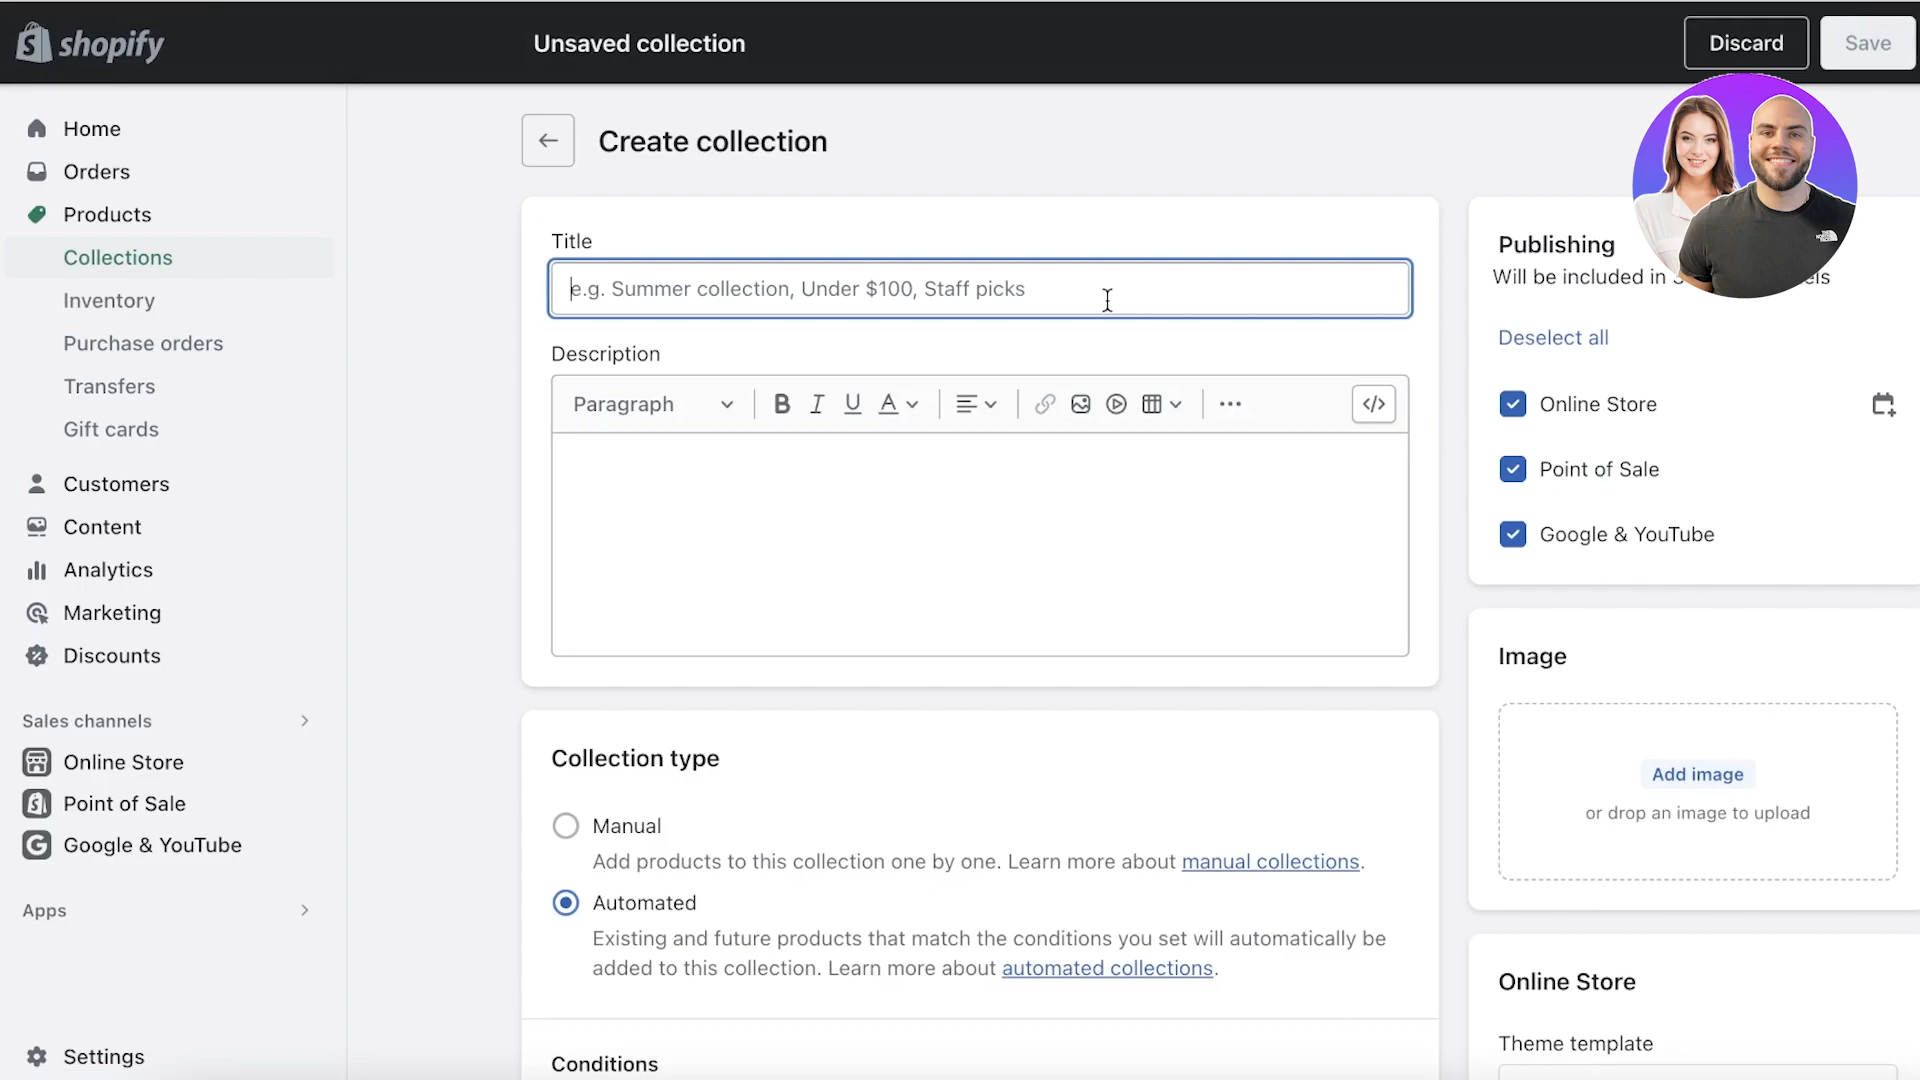 shopify
Unsaved collection
Discard
Save
Home
Orders
Products
Collections
Inventory
Purchase orders
Transfers
Gift cards
Customers
Content
Analytics
Marketing
Discounts
Sales channels
Online Store
Point of Sale
Google & YouTube
Apps
Settings
Create collection
Title
e.g. Summer collection, Under $100, Staff picks
Description
Paragraph
B I U A
Collection type
Manual
Add products to this collection one by one. Learn more about manual collections.
Automated
Existing and future products that match the conditions you set will automatically be
added to this collection. Learn more about automated collections.
Conditions
Publishing
Will be included in
Deselect all
Online Store
Point of Sale
Google & YouTube
Image
Add image
or drop an image to upload
Online Store
Theme template